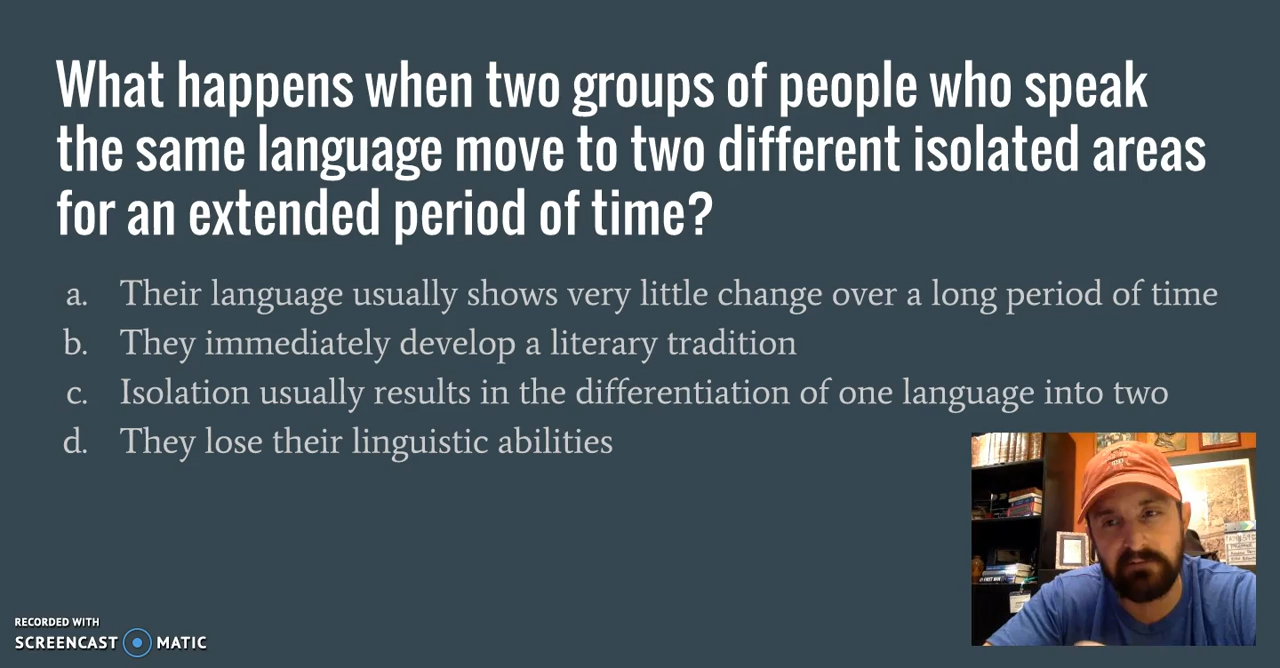 What happens when two groups of people who speak
the same language move to two different isolated areas
for an extended period of time?
a. Their language usually shows very little change over a long period of time
b. They immediately develop a literary tradition
c. Isolation usually results in the differentiation of one language into two
d. They lose their linguistic abilities
RECORDED WITH
SCREENCAST MATIC